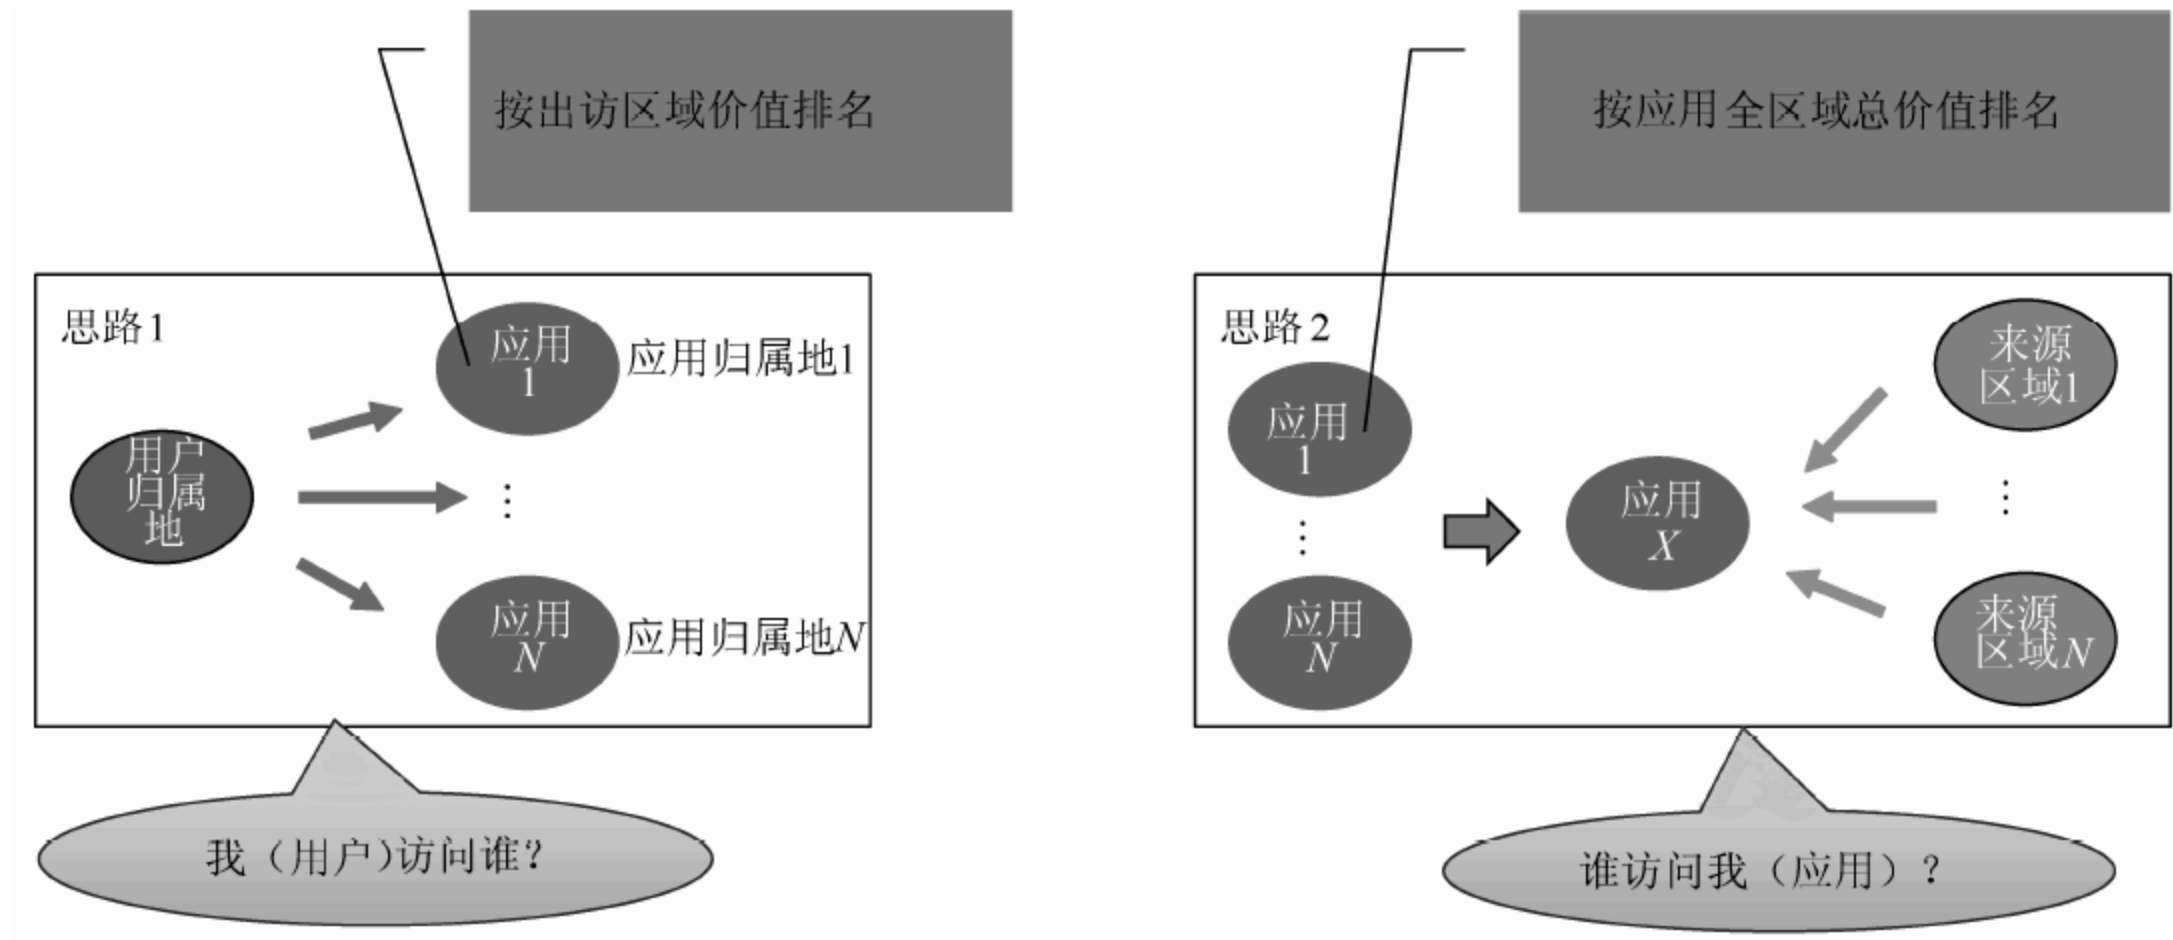 按出访区域价值排名
按应用全区域总价值排名
思路1
应用
1
应用归属地1
用户
归属
地
⋮
应用
N
应用归属地N
我（用户）访问谁？
思路2
应用
1
⋮
应用
N
应用
X
来源
区域1
⋮
来源
区域N
谁访问我（应用）？